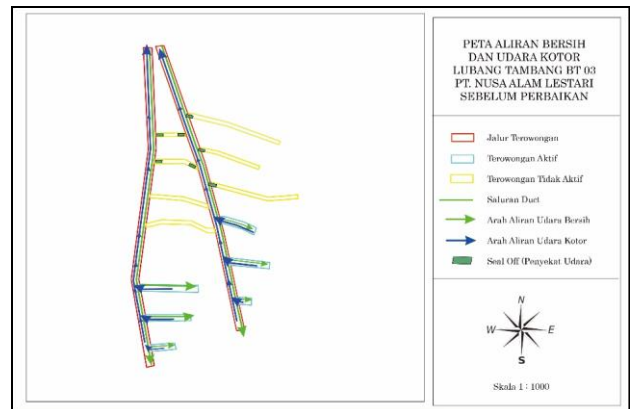 PETA ALIRAN BERSIH
DAN UDARA KOTOR
LUBANG TAMBANG BT 03
PT. NUSA ALAM LESTARI
SEBELUM PERBAIKAN
Jalur Terowongan
Terowongan Aktif
Terowongan Tidak Aktif
Saluran Duct
Arah Aliran Udara Bersih
Arah Aliran Udara Kotor
Seal Off (Peyekat Udara)
N
W
E
S
Skala 1 : 1000